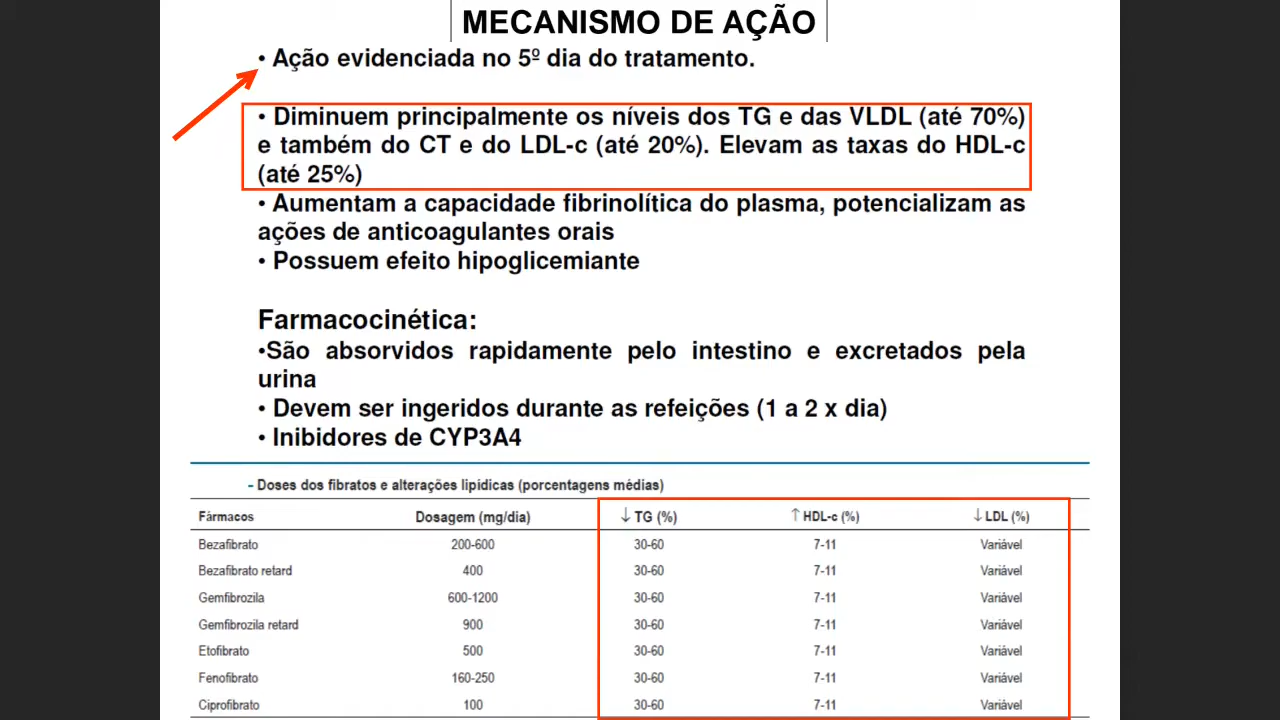 MECANISMO DE AÇÃO
• Ação evidenciada no 5º dia do tratamento.
• Diminuem principalmente os níveis dos TG e das VLDL (até 70%)
e também do CT e do LDL-c (até 20%). Elevam as taxas do HDL-c
(até 25%)
• Aumentam a capacidade fibrinolítica do plasma, potencializam as
ações de anticoagulantes orais
• Possuem efeito hipoglicemiante
Farmacocinética:
•São absorvidos rapidamente pelo intestino e excretados pela
urina
• Devem ser ingeridos durante as refeições (1 a 2 x dia)
• Inibidores de CYP3A4
- Doses dos fibratos e alterações lipídicas (porcentagens médias)
Fármacos Dosagem (mg/dia) ↓ TG (%) ↑ HDL-c (%) ↓ LDL (%)
Bezafibrato 200-600 30-60 7-11 Variável
Bezafibrato retard 400 30-60 7-11 Variável
Gemfibrozila 600-1200 30-60 7-11 Variável
Gemfibrozila retard 900 30-60 7-11 Variável
Etofibrato 500 30-60 7-11 Variável
Fenofibrato 160-250 30-60 7-11 Variável
Ciprofibrato 100 30-60 7-11 Variável